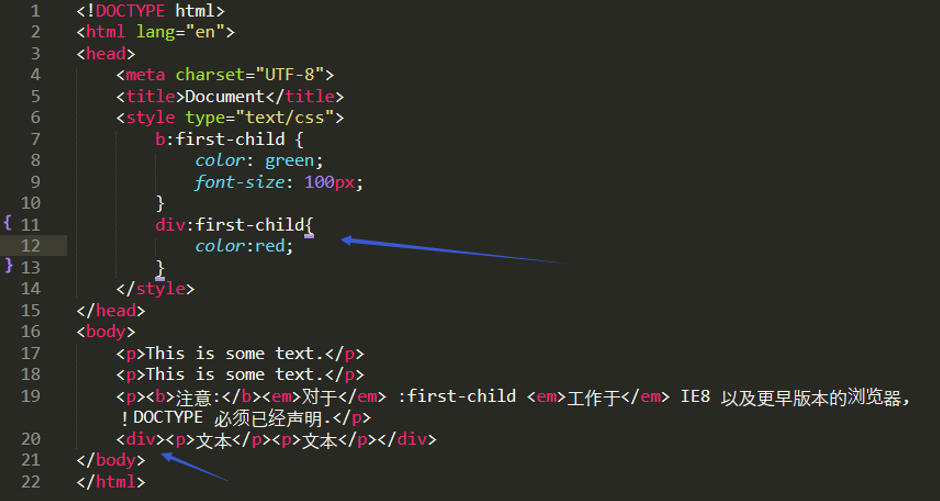 1 <!DOCTYPE html>
2 <html lang="en">
3 <head>
4 <meta charset="UTF-8">
5 <title>Document</title>
6 <style type="text/css">
7 b:first-child {
8 color: green;
9 font-size: 100px;
10 }
{ 11 div:first-child{
12 color:red;
} 13 }
14 </style>
15 </head>
16 <body>
17 <p>This is some text.</p>
18 <p>This is some text.</p>
19 <p><b>注意:</b><em>对于</em> :first-child <em>工作于</em> IE8 以及更早版本的浏览器,
！DOCTYPE 必须已经声明.</p>
20 <div><p>文本</p><p>文本</p></div>
21 </body>
22 </html>